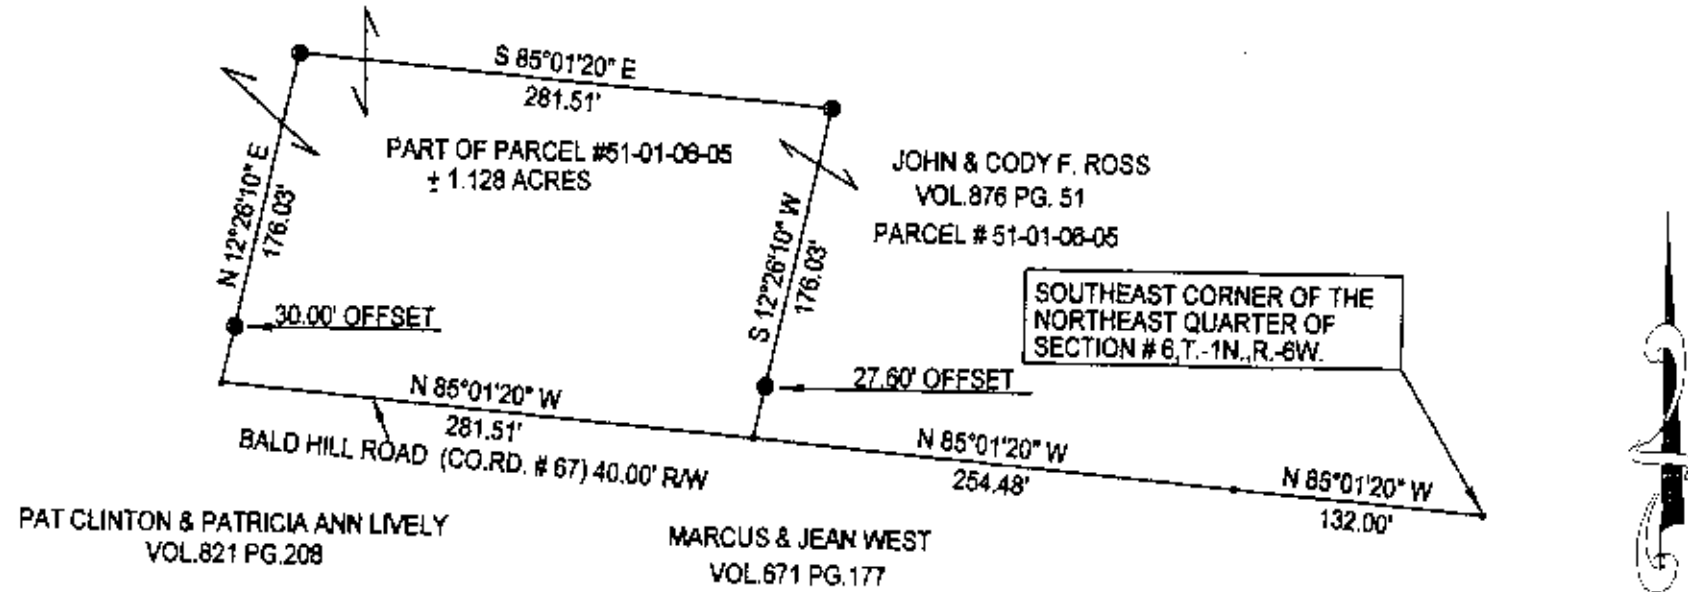 S 85°01'20" E
281.51'
PART OF PARCEL #51-01-06-05
± 1.128 ACRES
N 12°26'10" E
176.03'
JOHN & CODY F. ROSS
VOL.876 PG. 51
PARCEL # 51-01-06-05
S 12°26'10" W
176.03'
SOUTHEAST CORNER OF THE
NORTHEAST QUARTER OF
SECTION # 6,T.-1N.,R.-6W.
30.00' OFFSET
27.60' OFFSET
N 85°01'20" W
281.51'
BALD HILL ROAD (CO.RD. # 67) 40.00' R/W
N 85°01'20" W
254.48'
N 85°01'20" W
132.00'
PAT CLINTON & PATRICIA ANN LIVELY
VOL.821 PG.208
MARCUS & JEAN WEST
VOL.671 PG.177